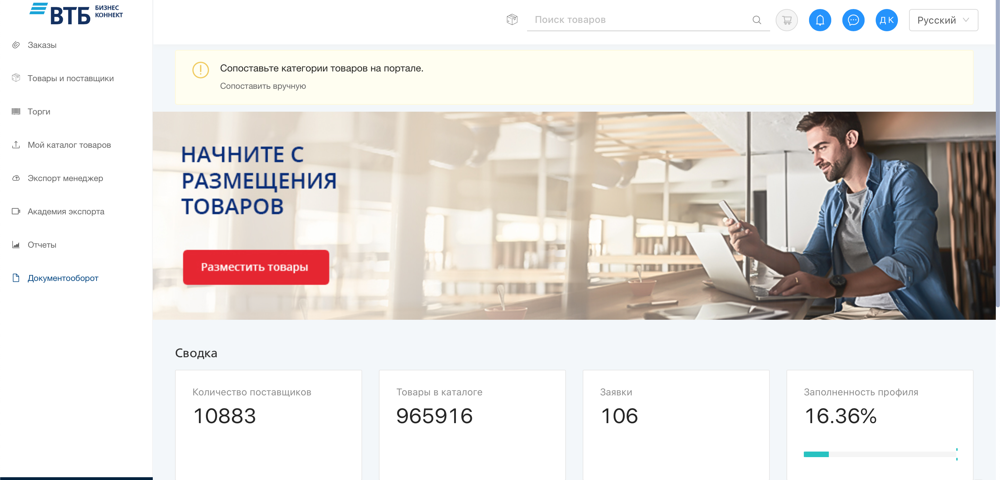 ВТБ БИЗНЕС КОННЕКТ
Поиск товаров
ДК
Русский
Заказы
Товары и поставщики
Торги
Мой каталог товаров
Экспорт менеджер
Академия экспорта
Отчеты
Документооборот
Сопоставьте категории товаров на портале.
Сопоставить вручную
НАЧНИТЕ С
РАЗМЕЩЕНИЯ
ТОВАРОВ
Разместить товары
Сводка
Количество поставщиков
10883
Товары в каталоге
965916
Заявки
106
Заполненность профиля
16.36%